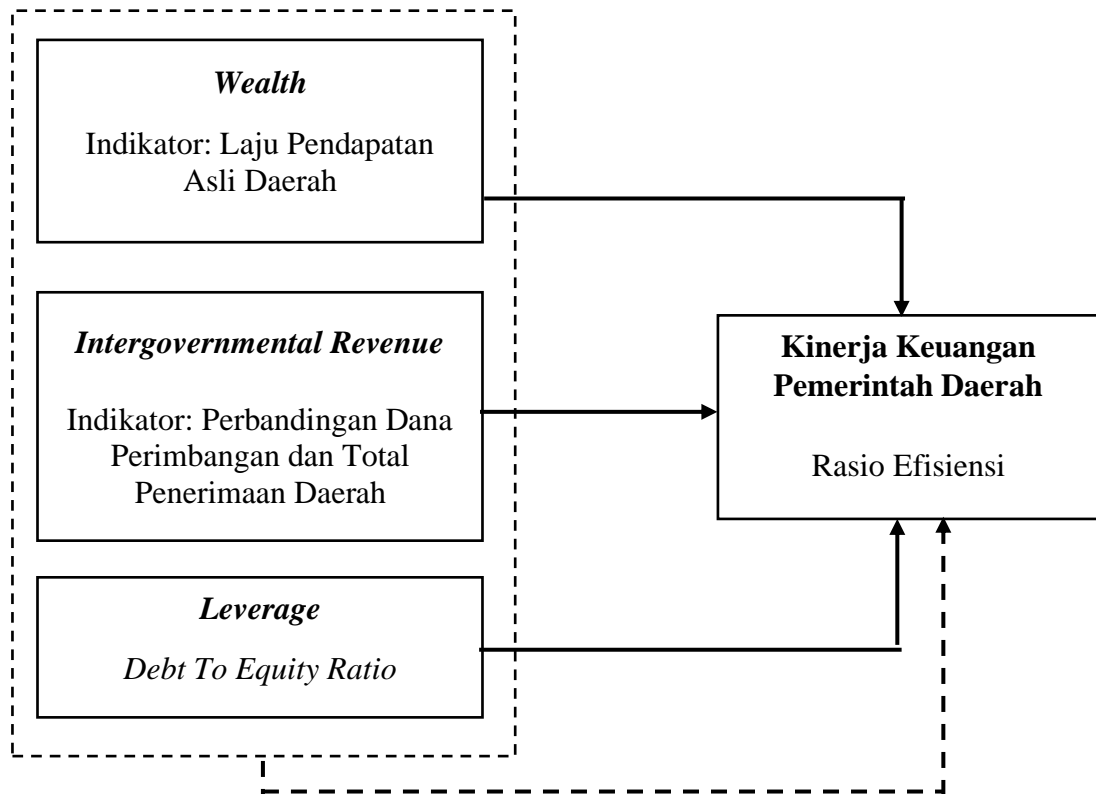 Wealth
Indikator: Laju Pendapatan
Asli Daerah
Intergovernmental Revenue
Indikator: Perbandingan Dana
Perimbangan dan Total
Penerimaan Daerah
Leverage
Debt To Equity Ratio
Kinerja Keuangan
Pemerintah Daerah
Rasio Efisiensi